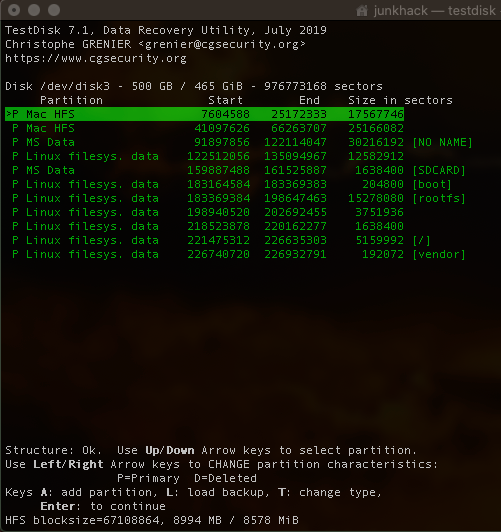 junkhack — testdisk
TestDisk 7.1, Data Recovery Utility, July 2019
Christophe GRENIER <grenier@cgsecurity.org>
https://www.cgsecurity.org

Disk /dev/disk3 - 500 GB / 465 GiB - 976773168 sectors
     Partition               Start        End    Size in sectors
>P Mac HFS                  7604588   25172333   17567746
 P Mac HFS                 41097626   66263707   25166082
 P MS Data                 91897856  122114047   30216192 [NO NAME]
 P Linux filesys. data    122512056  135094967   12582912
 P MS Data                159887488  161525887    1638400 [SDCARD]
 P Linux filesys. data    183164584  183369383     204800 [boot]
 P Linux filesys. data    183369384  198647463   15278080 [rootfs]
 P Linux filesys. data    198940520  202692455    3751936
 P Linux filesys. data    218523878  220162277    1638400
 P Linux filesys. data    221475312  226635303    5159992 [/]
 P Linux filesys. data    226740720  226932791     192072 [vendor]

Structure: Ok.  Use Up/Down Arrow keys to select partition.
Use Left/Right Arrow keys to CHANGE partition characteristics:
                P=Primary  D=Deleted
Keys A: add partition, L: load backup, T: change type,
     Enter: to continue
HFS blocksize=67108864, 8994 MB / 8578 MiB